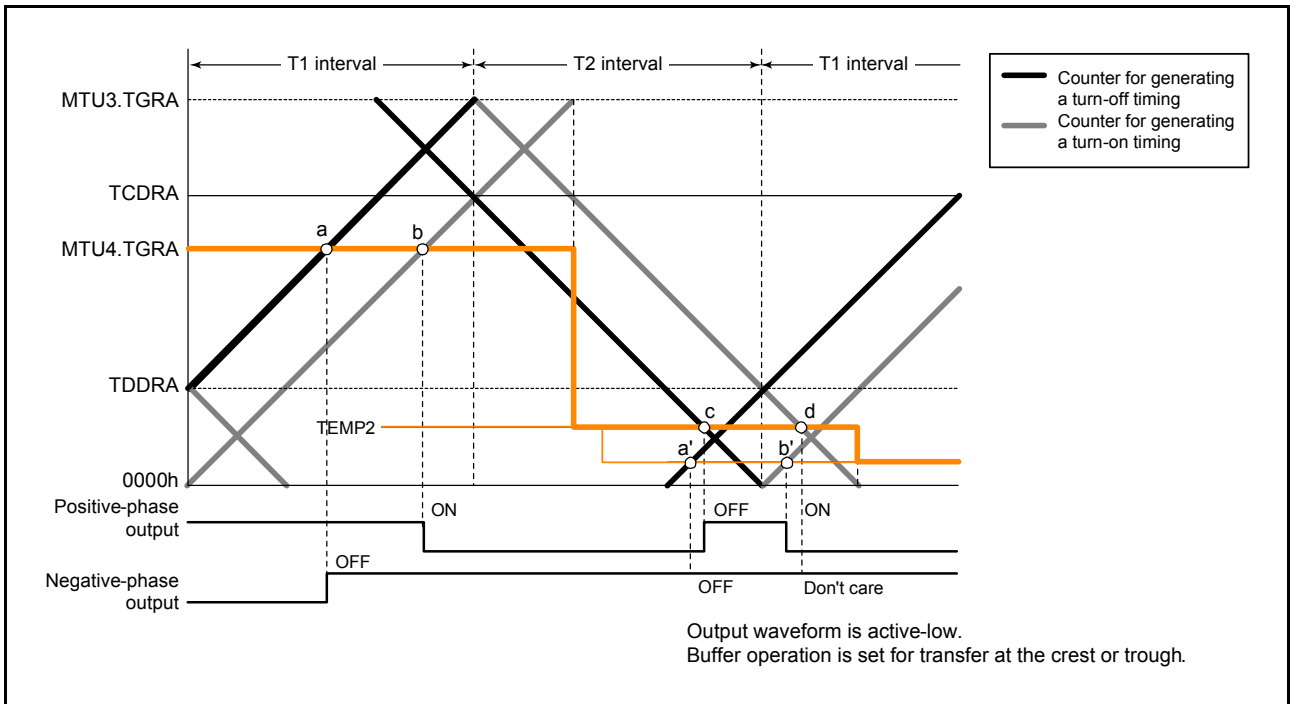 T1 interval T2 interval T1 interval
Counter for generating
a turn-off timing
Counter for generating
a turn-on timing
MTU3.TGRA
TCDRA
a b
MTU4.TGRA
TDDRA
TEMP2
c d
a' b'
0000h
Positive-phase
output
ON OFF ON
OFF
Negative-phase
output
OFF Don't care
Output waveform is active-low.
Buffer operation is set for transfer at the crest or trough.